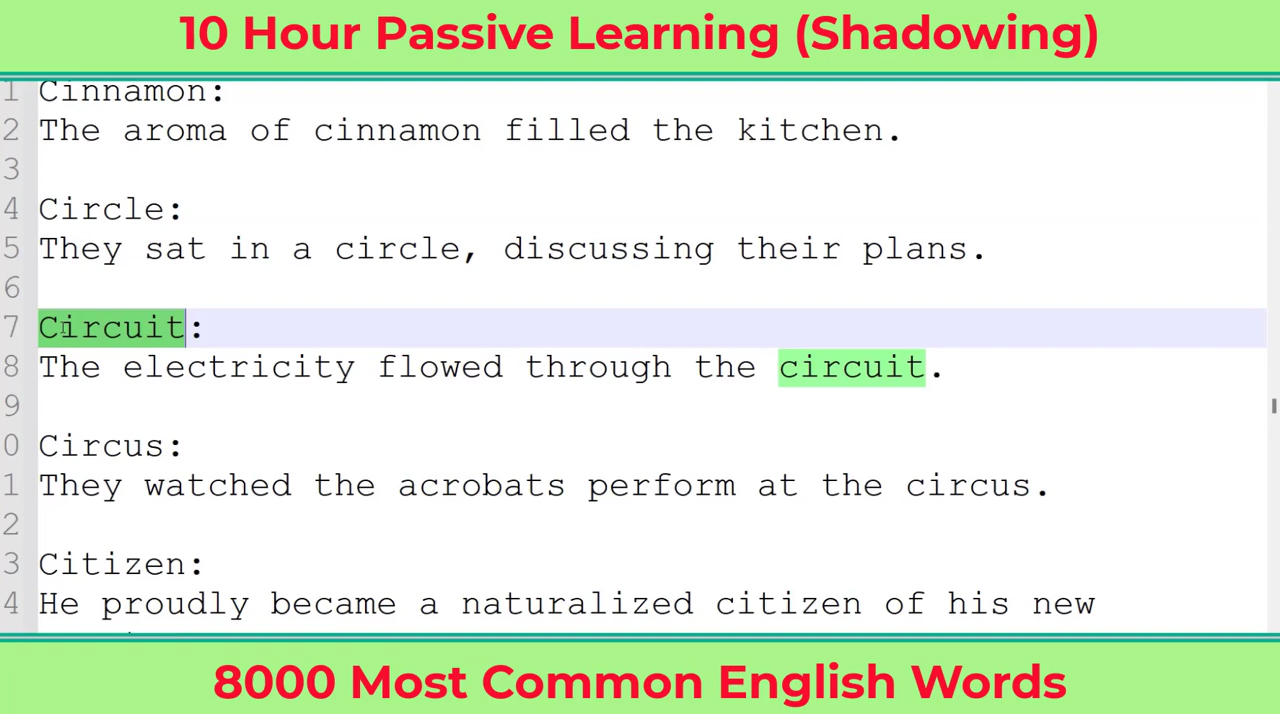 10 Hour Passive Learning (Shadowing)
1 Cinnamon:
2 The aroma of cinnamon filled the kitchen.
3
4 Circle:
5 They sat in a circle, discussing their plans.
6
7 Circuit:
8 The electricity flowed through the circuit.
9
0 Circus:
1 They watched the acrobats perform at the circus.
2
3 Citizen:
4 He proudly became a naturalized citizen of his new
8000 Most Common English Words